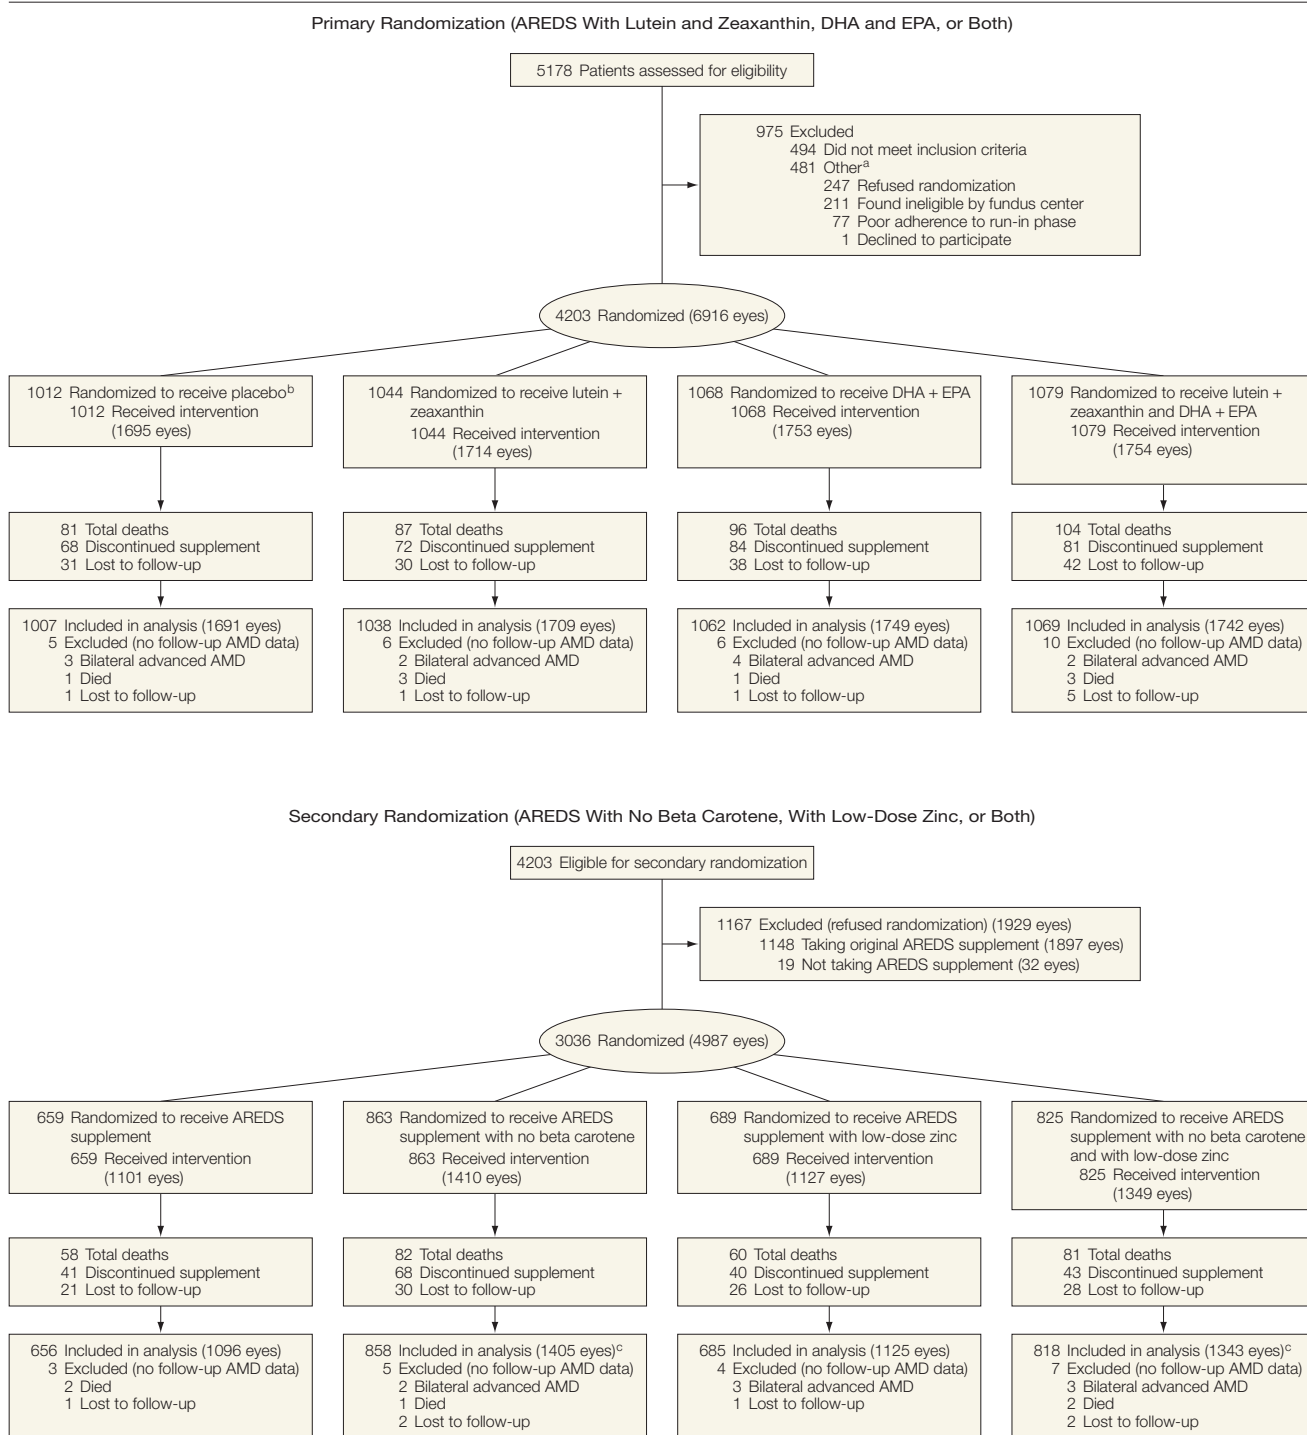 Primary Randomization (AREDS With Lutein and Zeaxanthin, DHA and EPA, or Both)
5178 Patients assessed for eligibility
975 Excluded
494 Did not meet inclusion criteria
481 Otherᵃ
247 Refused randomization
211 Found ineligible by fundus center
77 Poor adherence to run-in phase
1 Declined to participate
4203 Randomized (6916 eyes)
1012 Randomized to receive placeboᵇ
1012 Received intervention
(1695 eyes)
1044 Randomized to receive lutein +
zeaxanthin
1044 Received intervention
(1714 eyes)
1068 Randomized to receive DHA + EPA
1068 Received intervention
(1753 eyes)
1079 Randomized to receive lutein +
zeaxanthin and DHA + EPA
1079 Received intervention
(1754 eyes)
81 Total deaths
68 Discontinued supplement
31 Lost to follow-up
87 Total deaths
72 Discontinued supplement
30 Lost to follow-up
96 Total deaths
84 Discontinued supplement
38 Lost to follow-up
104 Total deaths
81 Discontinued supplement
42 Lost to follow-up
1007 Included in analysis (1691 eyes)
5 Excluded (no follow-up AMD data)
3 Bilateral advanced AMD
1 Died
1 Lost to follow-up
1038 Included in analysis (1709 eyes)
6 Excluded (no follow-up AMD data)
2 Bilateral advanced AMD
3 Died
1 Lost to follow-up
1062 Included in analysis (1749 eyes)
6 Excluded (no follow-up AMD data)
4 Bilateral advanced AMD
1 Died
1 Lost to follow-up
1069 Included in analysis (1742 eyes)
10 Excluded (no follow-up AMD data)
2 Bilateral advanced AMD
3 Died
5 Lost to follow-up
Secondary Randomization (AREDS With No Beta Carotene, With Low-Dose Zinc, or Both)
4203 Eligible for secondary randomization
1167 Excluded (refused randomization) (1929 eyes)
1148 Taking original AREDS supplement (1897 eyes)
19 Not taking AREDS supplement (32 eyes)
3036 Randomized (4987 eyes)
659 Randomized to receive AREDS
supplement
659 Received intervention
(1101 eyes)
863 Randomized to receive AREDS
supplement with no beta carotene
863 Received intervention
(1410 eyes)
689 Randomized to receive AREDS
supplement with low-dose zinc
689 Received intervention
(1127 eyes)
825 Randomized to receive AREDS
supplement with no beta carotene
and with low-dose zinc
825 Received intervention
(1349 eyes)
58 Total deaths
41 Discontinued supplement
21 Lost to follow-up
82 Total deaths
68 Discontinued supplement
30 Lost to follow-up
60 Total deaths
40 Discontinued supplement
26 Lost to follow-up
81 Total deaths
43 Discontinued supplement
28 Lost to follow-up
656 Included in analysis (1096 eyes)
3 Excluded (no follow-up AMD data)
2 Died
1 Lost to follow-up
858 Included in analysis (1405 eyes)ᶜ
5 Excluded (no follow-up AMD data)
2 Bilateral advanced AMD
1 Died
2 Lost to follow-up
685 Included in analysis (1125 eyes)
4 Excluded (no follow-up AMD data)
3 Bilateral advanced AMD
1 Lost to follow-up
818 Included in analysis (1343 eyes)ᶜ
7 Excluded (no follow-up AMD data)
3 Bilateral advanced AMD
2 Died
2 Lost to follow-up